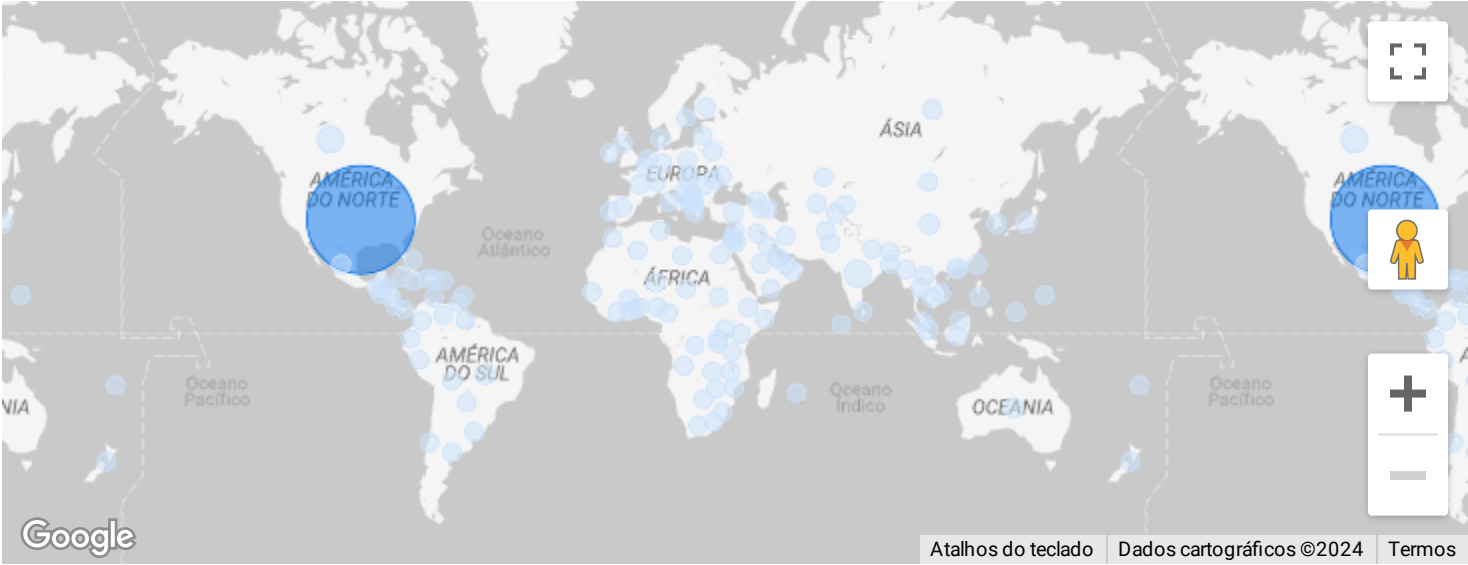 ÁSIA
EUROPA
AMÉRICA
DO NORTE
AMÉRICA
DO NORTE
Oceano
Atlântico
ÁFRICA
AMÉRICA
DO SUL
A
Oceano
Pacífico
Oceano
Índico
Oceano
Pacífico
NIA
OCEANIA
Google
Atalhos do teclado
Dados cartográficos ©2024
Termos